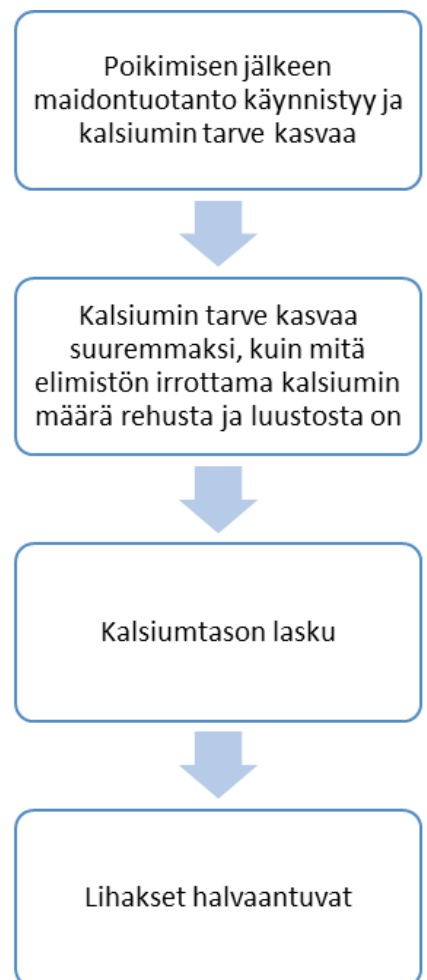 Poikimisen jälkeen
maidontuotanto käynnistyy ja
kalsiumin tarve kasvaa
Kalsiumin tarve kasvaa
suuremmaksi, kuin mitä
elimistön irrottama kalsiumin
määrä rehusta ja luustosta on
Kalsiumtason lasku
Lihakset halvaantuvat